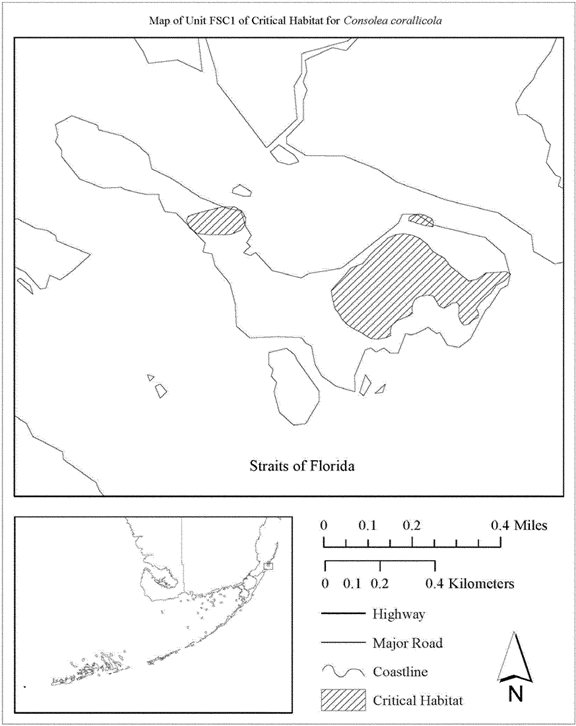 Map of Unit FSC1 of Critical Habitat for Consolea corallicola
Straits of Florida
0 0.1 0.2 0.4 Miles
0 0.1 0.2 0.4 Kilometers
Highway
Major Road
Coastline
Critical Habitat
N